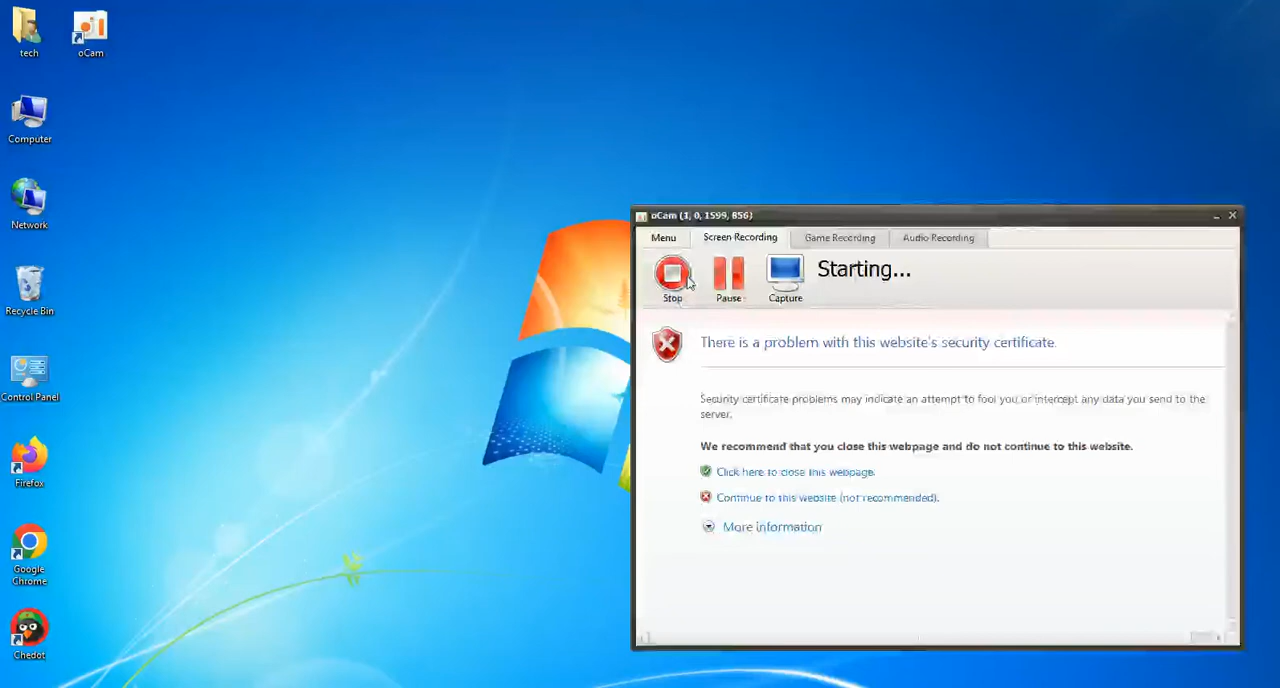 tech
oCam
Computer
Network
Recycle Bin
Control Panel
Firefox
Google
Chrome
Chedot
oCam (1, 0, 1599, 856)
Menu
Screen Recording
Game Recording
Audio Recording
Stop
Pause
Capture
Starting...
There is a problem with this website's security certificate.
Security certificate problems may indicate an attempt to fool you or intercept any data you send to the
server.
We recommend that you close this webpage and do not continue to this website.
Click here to close this webpage.
Continue to this website (not recommended).
More information